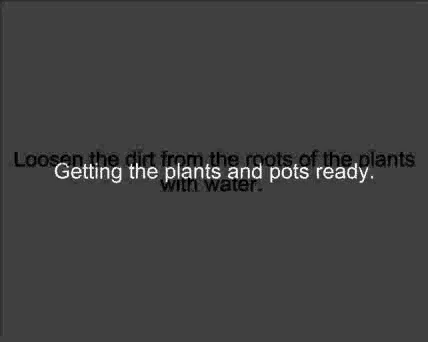 Loosen the dirt from the roots of the plants
Getting the plants and pots ready.
with water.